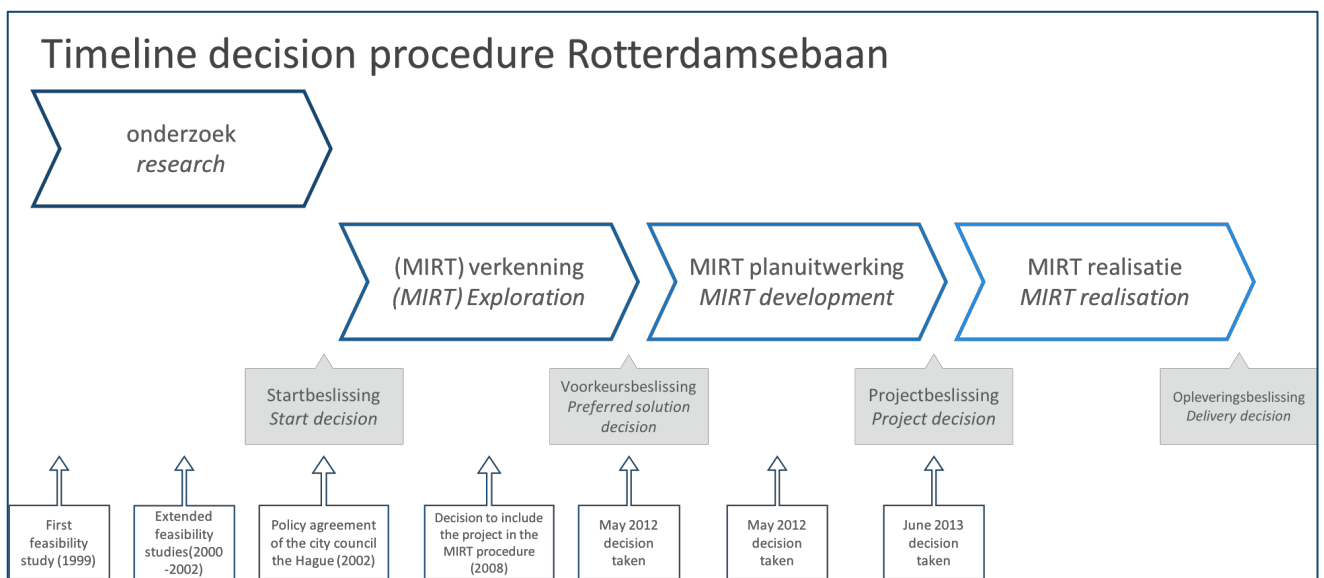 Timeline decision procedure Rotterdamsebaan
onderzoek
research
(MIRT) verkenning
(MIRT) Exploration
MIRT planuitwerking
MIRT development
MIRT realisatie
MIRT realisation
Startbeslissing
Start decision
Voorkeursbeslissing
Preferred solution
decision
Projectbeslissing
Project decision
Opleveringsbeslissing
Delivery decision
First
feasibility
study (1999)
Extended
feasibility
studies(2000
-2002)
Policy agreement
of the city council
the Hague (2002)
Decision to include
the project in the
MIRT procedure
(2008)
May 2012
decision
taken
May 2012
decision
taken
June 2013
decision
taken